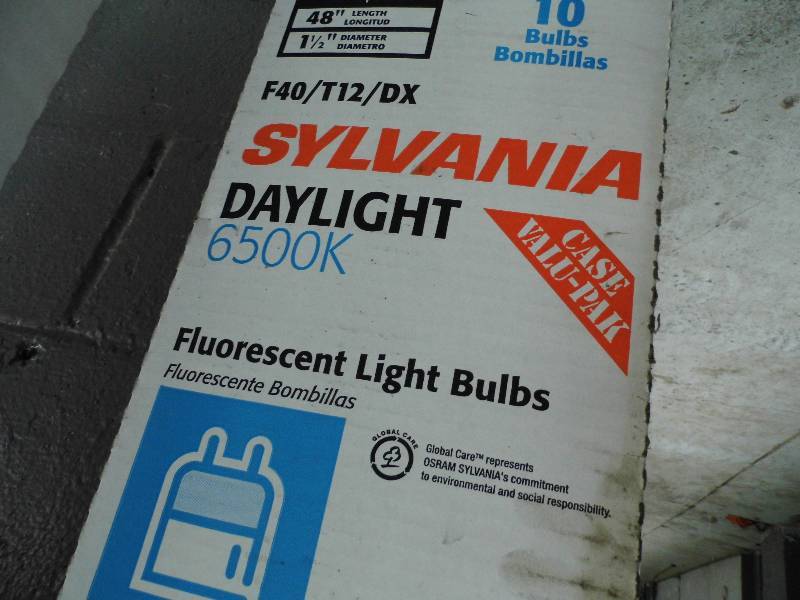 48" LENGTH
LONGITUD
1½" DIAMETER
DIAMETRO
10
Bulbs
Bombillas
F40/T12/DX
SYLVANIA
DAYLIGHT
6500K
CASE
VALU-PAK
Fluorescent Light Bulbs
Fluorescente Bombillas
GLOBAL CARE
Global Care™ represents
OSRAM SYLVANIA's commitment
to environmental and social responsibility.